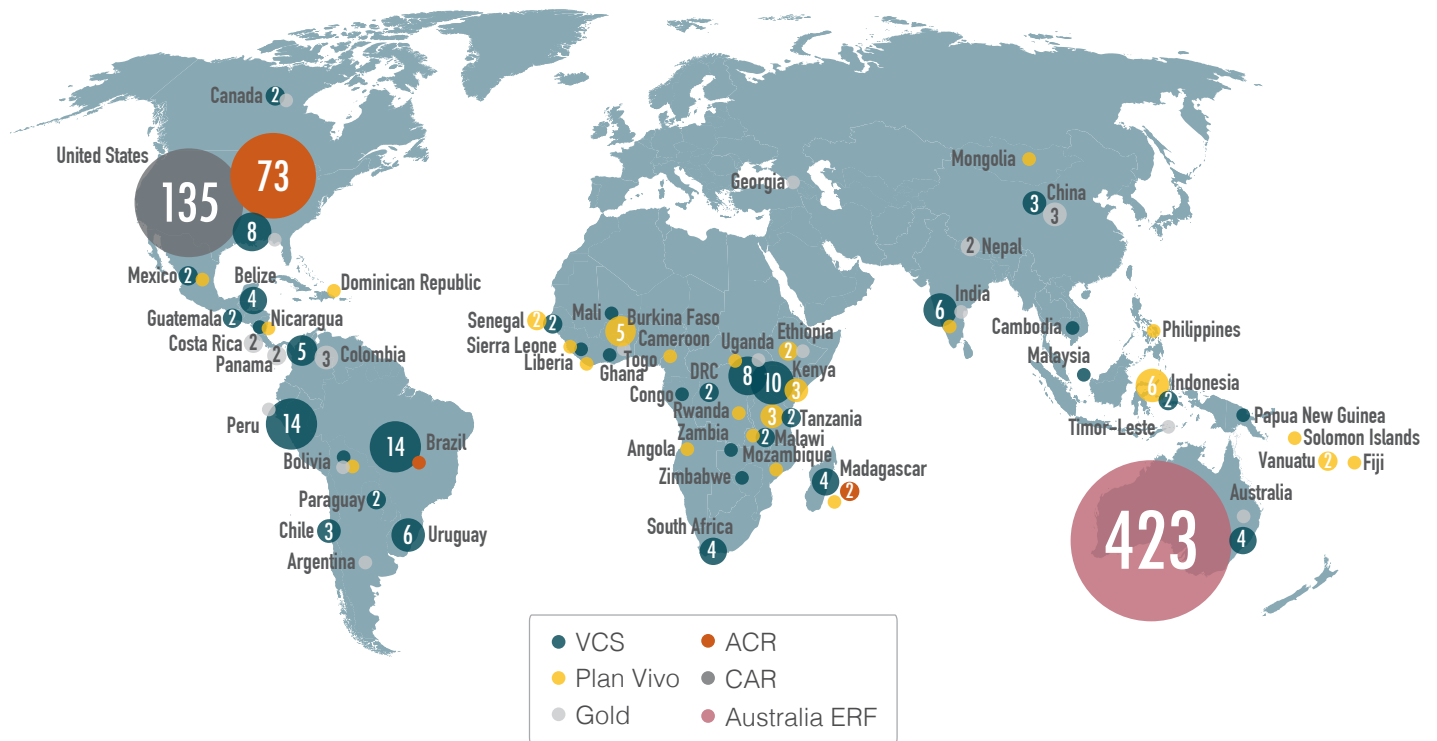 Canada 2
United States
135
73
8
Mexico 2
Belize
4
Dominican Republic
Guatemala 2
Nicaragua
Costa Rica 2
Panama 2
5
3 Colombia
Peru 14
14 Brazil
Bolivia
Paraguay 2
Chile 3
6 Uruguay
Argentina
Georgia
Mongolia
China
3
3
2 Nepal
India
6
Cambodia
Malaysia
Philippines
6 Indonesia
2
Timor-Leste
Papua New Guinea
Solomon Islands
Vanuatu 2
Fiji
Australia
423
4
Senegal 2 2
Mali
Burkina Faso
5
Sierra Leone
Liberia
Ghana
Togo
Cameroon
Uganda
Ethiopia
2
8
10
Kenya
3
DRC
2
Congo
Rwanda
3 2 Tanzania
Zambia
2 Malawi
Angola
Mozambique
Zimbabwe
Madagascar
4
2
South Africa
4
VCS
Plan Vivo
Gold
ACR
CAR
Australia ERF